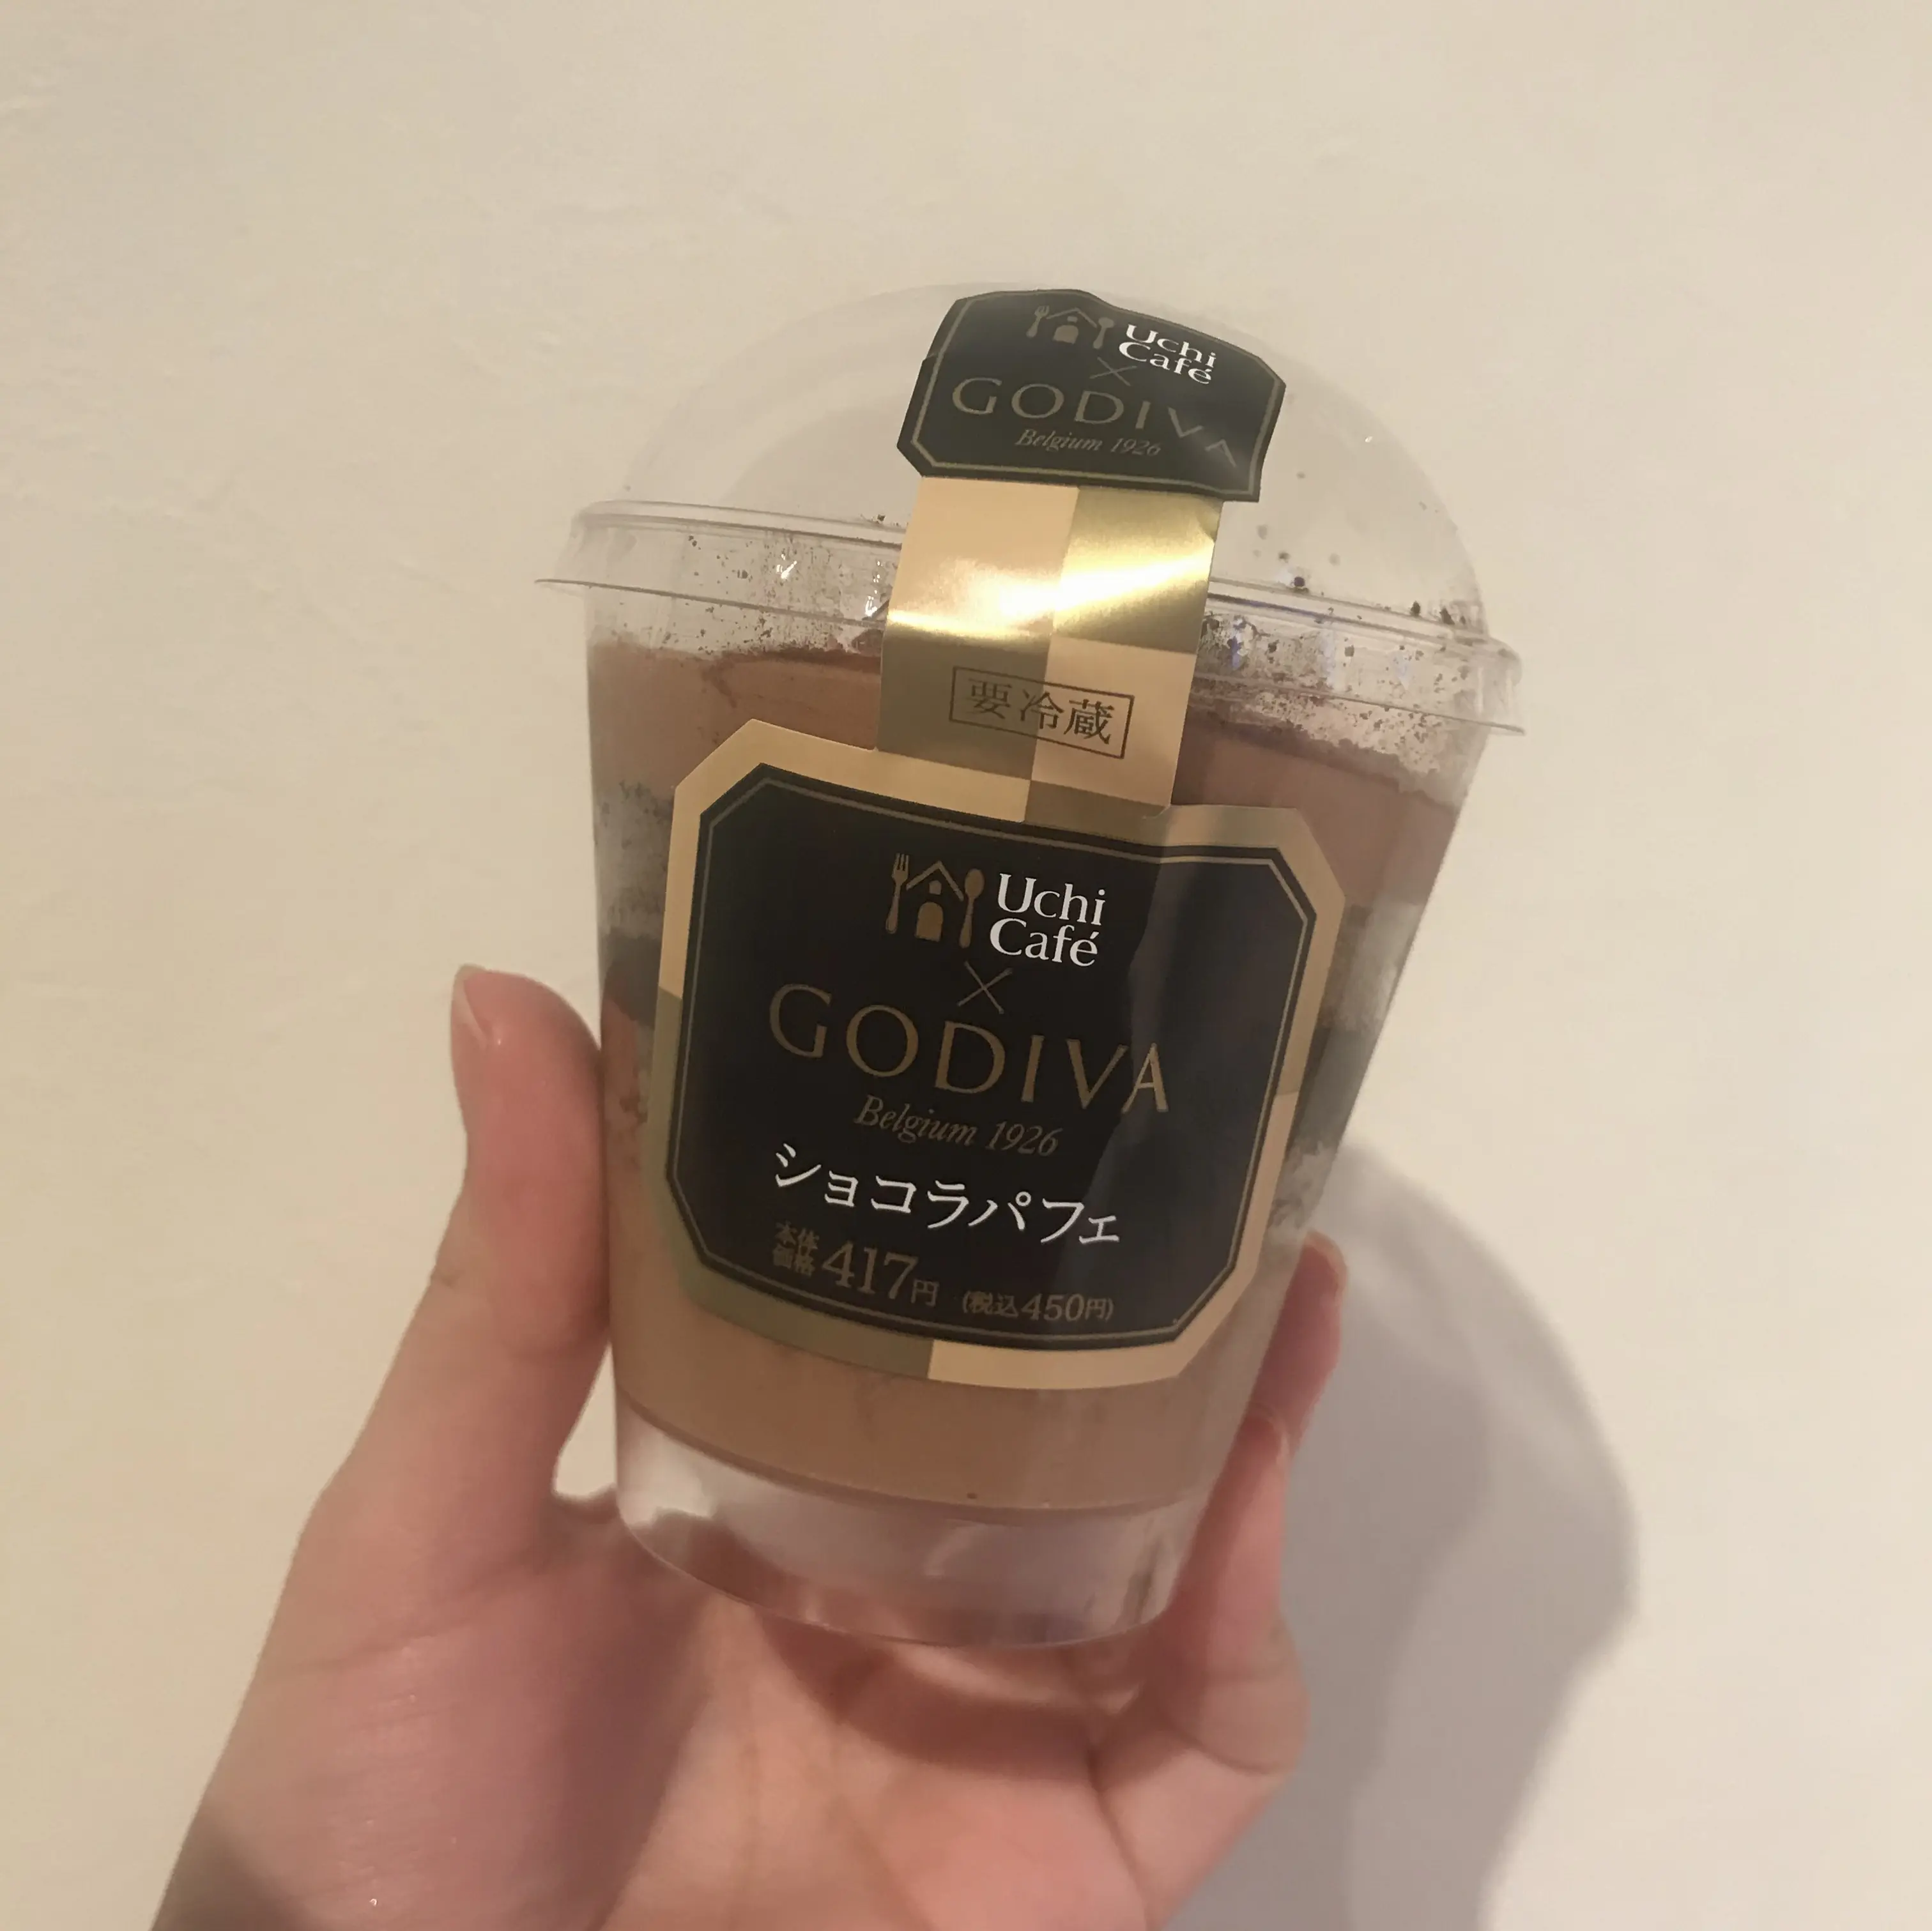 Uchi
Café
×
GODIVA
Belgium 1926
要冷蔵
Uchi
Café
×
GODIVA
Belgium 1926
ショコラパフェ
本体
価格 417円 (税込450円)